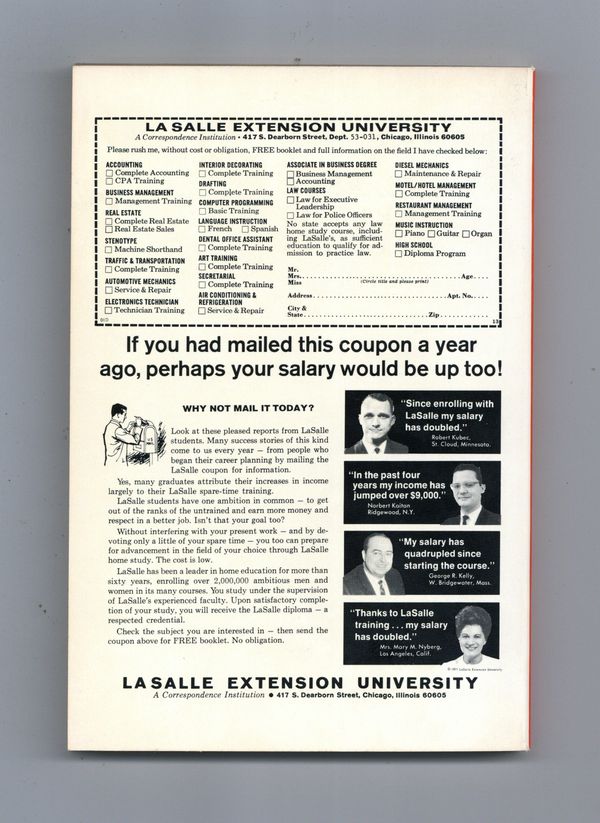 LA SALLE EXTENSION UNIVERSITY
A Correspondence Institution • 417 S. Dearborn Street, Dept. 53-031, Chicago, Illinois 60605
Please rush me, without cost or obligation, FREE booklet and full information on the field I have checked below:
ACCOUNTING
Complete Accounting
CPA Training
BUSINESS MANAGEMENT
Management Training
REAL ESTATE
Complete Real Estate
Real Estate Sales
STENOTYPE
Machine Shorthand
TRAFFIC & TRANSPORTATION
Complete Training
AUTOMOTIVE MECHANICS
Service & Repair
ELECTRONICS TECHNICIAN
Technician Training
INTERIOR DECORATING
Complete Training
DRAFTING
Complete Training
COMPUTER PROGRAMMING
Basic Training
LANGUAGE INSTRUCTION
French Spanish
DENTAL OFFICE ASSISTANT
Complete Training
ART TRAINING
Complete Training
SECRETARIAL
Complete Training
AIR CONDITIONING &
REFRIGERATION
Service & Repair
ASSOCIATE IN BUSINESS DEGREE
Business Management
Accounting
LAW COURSES
Law for Executive
Leadership
Law for Police Officers
No state accepts any law
home study course, includ-
ing LaSalle's, as sufficient
education to qualify for ad-
mission to practice law.
DIESEL MECHANICS
Maintenance & Repair
MOTEL/HOTEL MANAGEMENT
Complete Training
RESTAURANT MANAGEMENT
Management Training
MUSIC INSTRUCTION
Piano Guitar Organ
HIGH SCHOOL
Diploma Program
Mr.
Mrs. Age
Miss (Circle title and please print)
Address Apt. No.
City &
State Zip
13
If you had mailed this coupon a year
ago, perhaps your salary would be up too!
WHY NOT MAIL IT TODAY?
Look at these pleased reports from LaSalle
students. Many success stories of this kind
come to us every year — from people who
began their career planning by mailing the
LaSalle coupon for information.
Yes, many graduates attribute their increases in income
largely to their LaSalle spare-time training.
LaSalle students have one ambition in common — to get
out of the ranks of the untrained and earn more money and
respect in a better job. Isn't that your goal too?
Without interfering with your present work — and by de-
voting only a little of your spare time — you too can prepare
for advancement in the field of your choice through LaSalle
home study. The cost is low.
LaSalle has been a leader in home education for more than
sixty years, enrolling over 2,000,000 ambitious men and
women in its many courses. You study under the supervision
of LaSalle's experienced faculty. Upon satisfactory comple-
tion of your study, you will receive the LaSalle diploma — a
respected credential.
Check the subject you are interested in — then send the
coupon above for FREE booklet. No obligation.
"Since enrolling with
LaSalle my salary
has doubled."
Robert Kubec,
St. Cloud, Minnesota.
"In the past four
years my income has
jumped over $9,000."
Norbert Kaitan
Ridgewood, N.Y.
"My salary has
quadrupled since
starting the course."
George R. Kelly,
W. Bridgewater, Mass.
"Thanks to LaSalle
training . . . my salary
has doubled."
Mrs. Mary M. Nyberg,
Los Angeles, Calif.
© 1971 LaSalle Extension University
LA SALLE EXTENSION UNIVERSITY
A Correspondence Institution • 417 S. Dearborn Street, Chicago, Illinois 60605